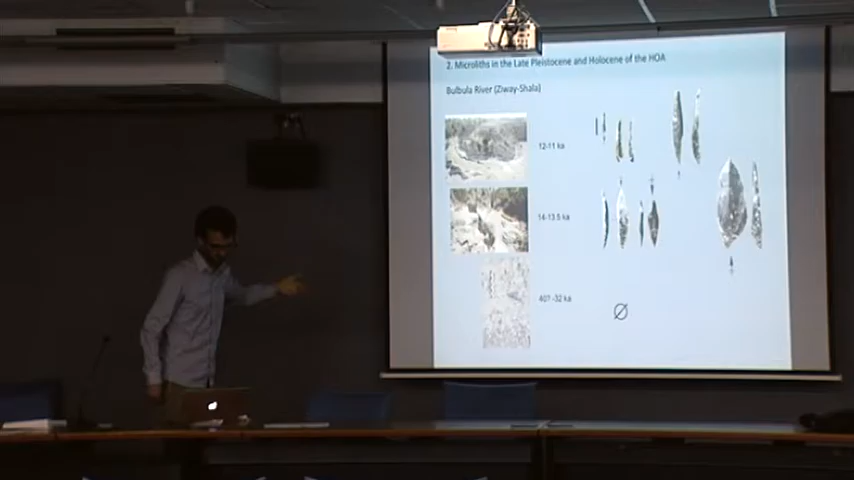 2. Microliths in the Late Pleistocene and Holocene of the HOA
Bulbula River (Ziway-Shala)
12-11 ka
14-13.5 ka
40?-32 ka
Ø